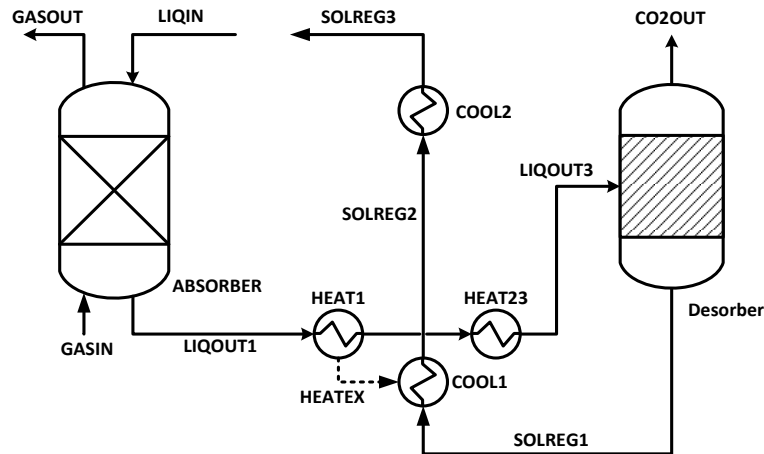 GASOUT
LIQIN
SOLREG3
CO2OUT
COOL2
LIQOUT3
SOLREG2
ABSORBER
HEAT1
HEAT23
Desorber
GASIN
LIQOUT1
COOL1
HEATEX
SOLREG1